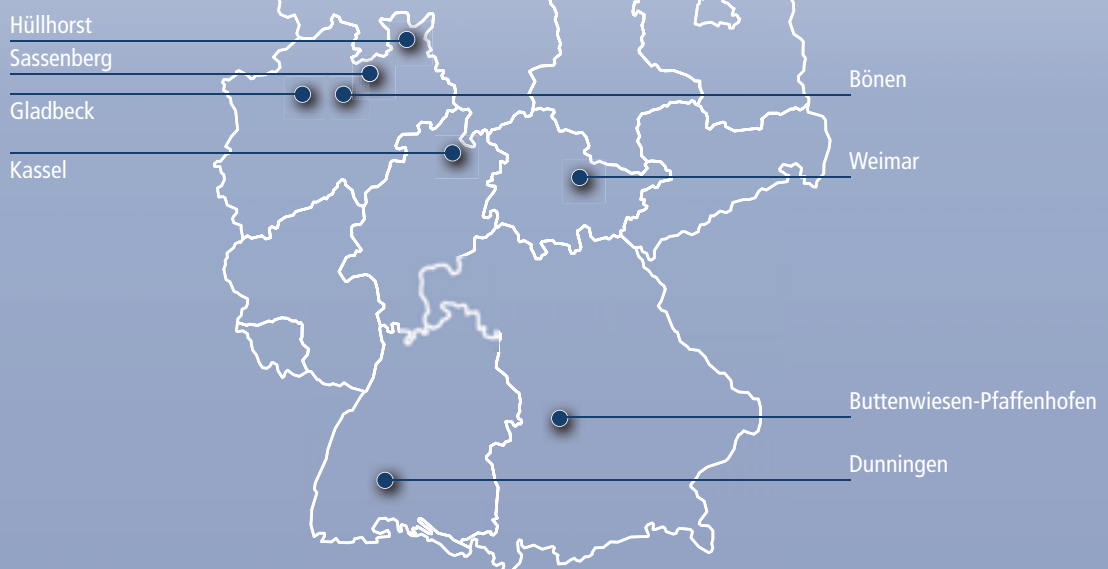 Hüllhorst
Sassenberg
Gladbeck
Kassel
Bönen
Weimar
Buttenwiesen-Pfaffenhofen
Dunningen